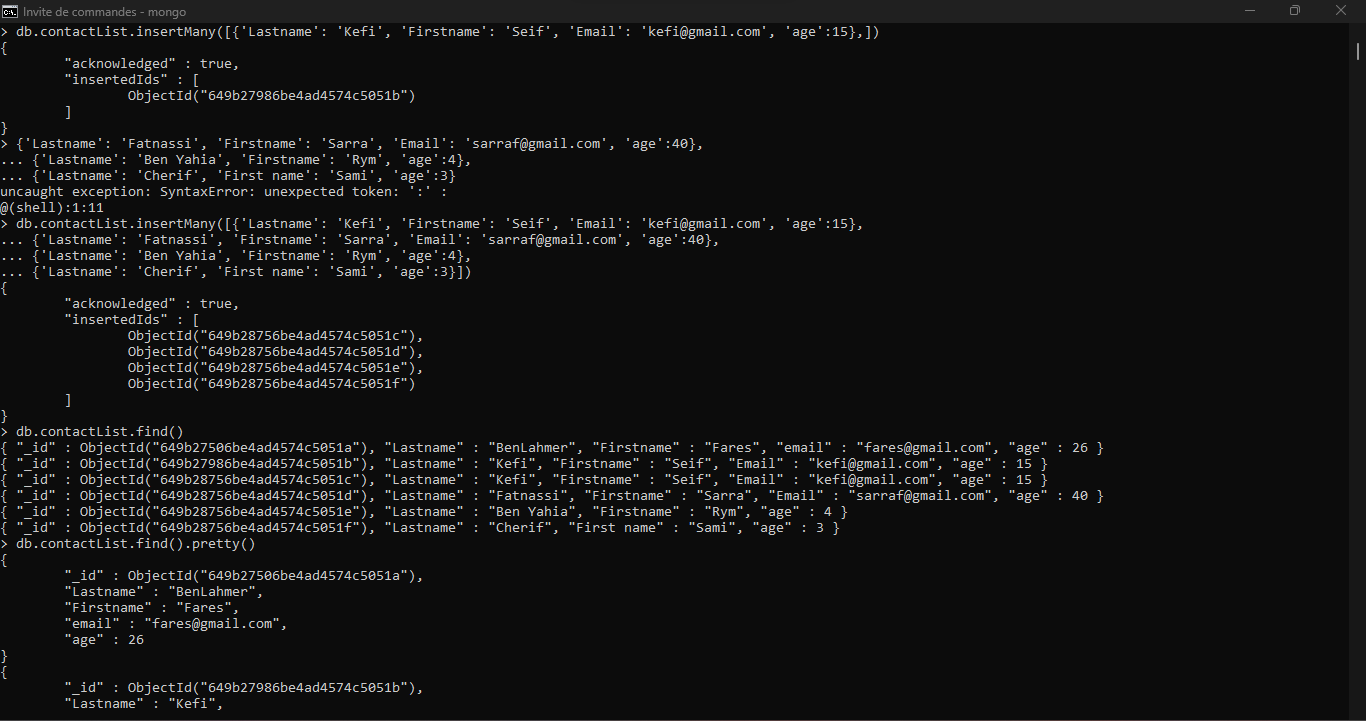 Invite de commandes - mongo
> db.contactList.insertMany([{'Lastname': 'Kefi', 'Firstname': 'Seif', 'Email': 'kefi@gmail.com', 'age':15},])
{
        "acknowledged" : true,
        "insertedIds" : [
                ObjectId("649b27986be4ad4574c5051b")
        ]
}
> {'Lastname': 'Fatnassi', 'Firstname': 'Sarra', 'Email': 'sarraf@gmail.com', 'age':40},
... {'Lastname': 'Ben Yahia', 'Firstname': 'Rym', 'age':4},
... {'Lastname': 'Cherif', 'First name': 'Sami', 'age':3}
uncaught exception: SyntaxError: unexpected token: ':' :
@(shell):1:11
> db.contactList.insertMany([{'Lastname': 'Kefi', 'Firstname': 'Seif', 'Email': 'kefi@gmail.com', 'age':15},
... {'Lastname': 'Fatnassi', 'Firstname': 'Sarra', 'Email': 'sarraf@gmail.com', 'age':40},
... {'Lastname': 'Ben Yahia', 'Firstname': 'Rym', 'age':4},
... {'Lastname': 'Cherif', 'First name': 'Sami', 'age':3}])
{
        "acknowledged" : true,
        "insertedIds" : [
                ObjectId("649b28756be4ad4574c5051c"),
                ObjectId("649b28756be4ad4574c5051d"),
                ObjectId("649b28756be4ad4574c5051e"),
                ObjectId("649b28756be4ad4574c5051f")
        ]
}
> db.contactList.find()
{ "_id" : ObjectId("649b27506be4ad4574c5051a"), "Lastname" : "BenLahmer", "Firstname" : "Fares", "email" : "fares@gmail.com", "age" : 26 }
{ "_id" : ObjectId("649b27986be4ad4574c5051b"), "Lastname" : "Kefi", "Firstname" : "Seif", "Email" : "kefi@gmail.com", "age" : 15 }
{ "_id" : ObjectId("649b28756be4ad4574c5051c"), "Lastname" : "Kefi", "Firstname" : "Seif", "Email" : "kefi@gmail.com", "age" : 15 }
{ "_id" : ObjectId("649b28756be4ad4574c5051d"), "Lastname" : "Fatnassi", "Firstname" : "Sarra", "Email" : "sarraf@gmail.com", "age" : 40 }
{ "_id" : ObjectId("649b28756be4ad4574c5051e"), "Lastname" : "Ben Yahia", "Firstname" : "Rym", "age" : 4 }
{ "_id" : ObjectId("649b28756be4ad4574c5051f"), "Lastname" : "Cherif", "First name" : "Sami", "age" : 3 }
> db.contactList.find().pretty()
{
        "_id" : ObjectId("649b27506be4ad4574c5051a"),
        "Lastname" : "BenLahmer",
        "Firstname" : "Fares",
        "email" : "fares@gmail.com",
        "age" : 26
}
{
        "_id" : ObjectId("649b27986be4ad4574c5051b"),
        "Lastname" : "Kefi",